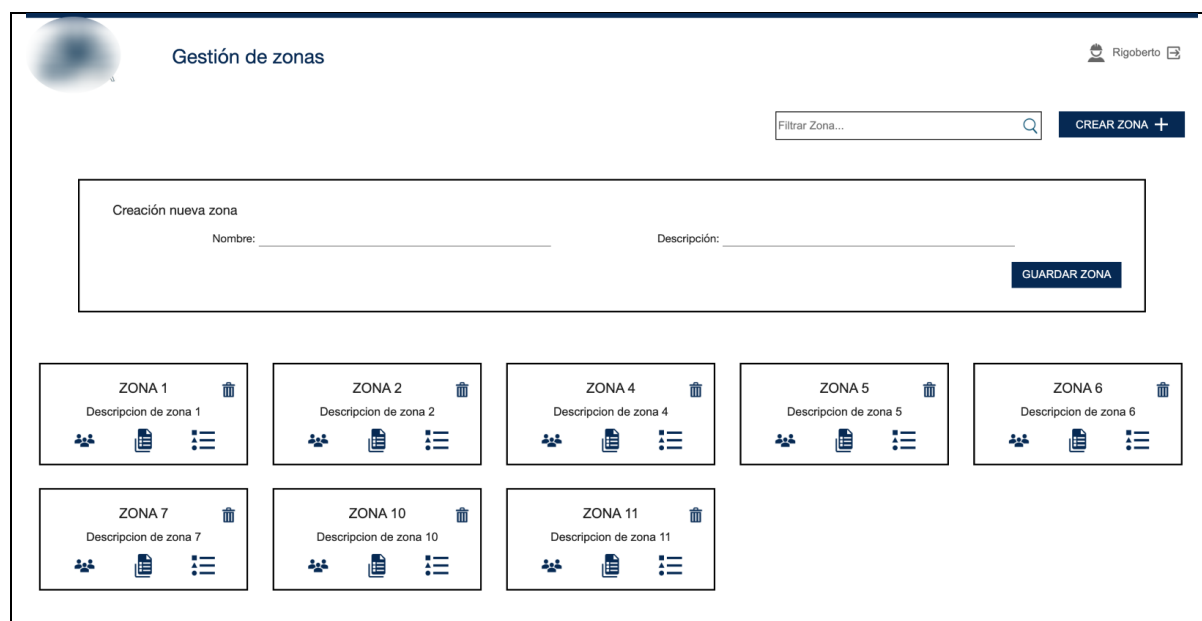 Gestión de zonas
Rigoberto
Filtrar Zona...
CREAR ZONA
Creación nueva zona
Nombre:
Descripción:
GUARDAR ZONA
ZONA 1
Descripcion de zona 1
ZONA 2
Descripcion de zona 2
ZONA 4
Descripcion de zona 4
ZONA 5
Descripcion de zona 5
ZONA 6
Descripcion de zona 6
ZONA 7
Descripcion de zona 7
ZONA 10
Descripcion de zona 10
ZONA 11
Descripcion de zona 11